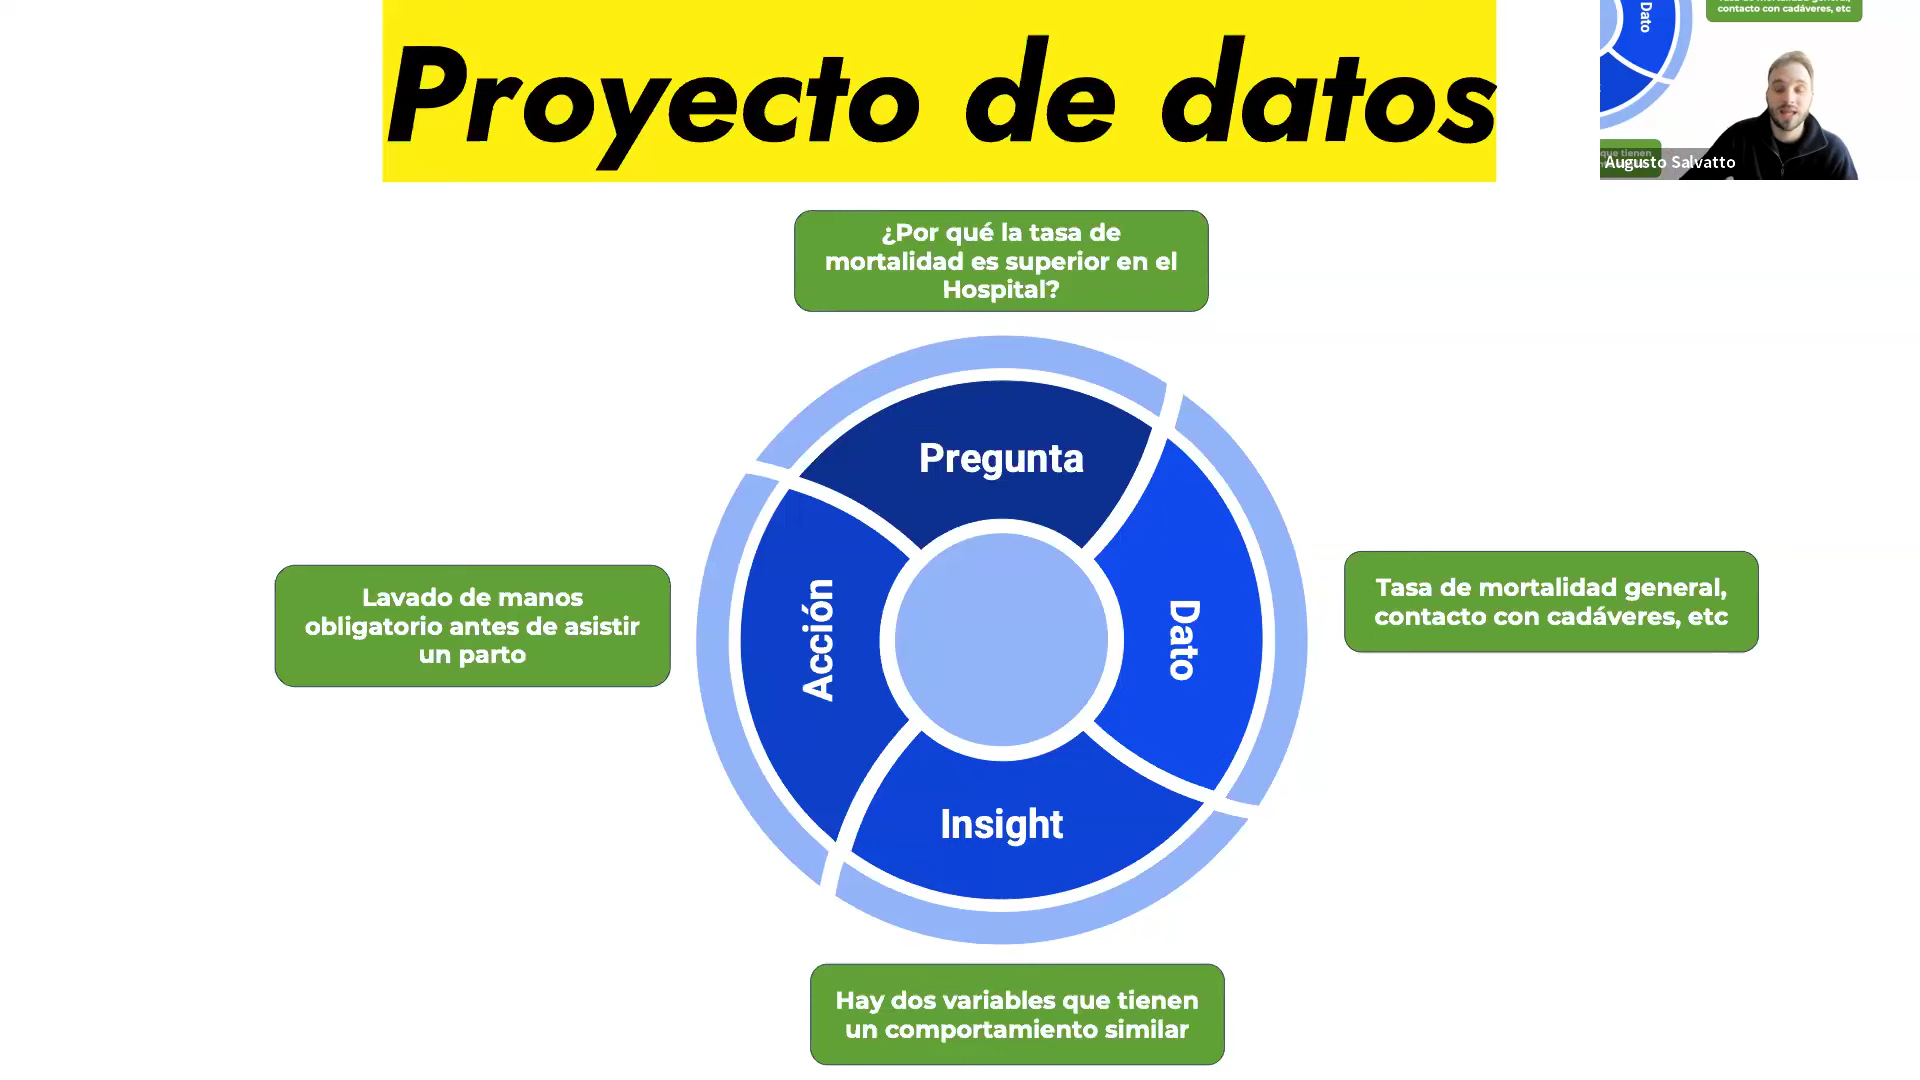 Proyecto de datos
Dato
contacto con cadáveres, etc
que tienen
Augusto Salvatto
¿Por qué la tasa de
mortalidad es superior en el
Hospital?
Pregunta
Lavado de manos
obligatorio antes de asistir
un parto
Acción
Dato
Tasa de mortalidad general,
contacto con cadáveres, etc
Insight
Hay dos variables que tienen
un comportamiento similar